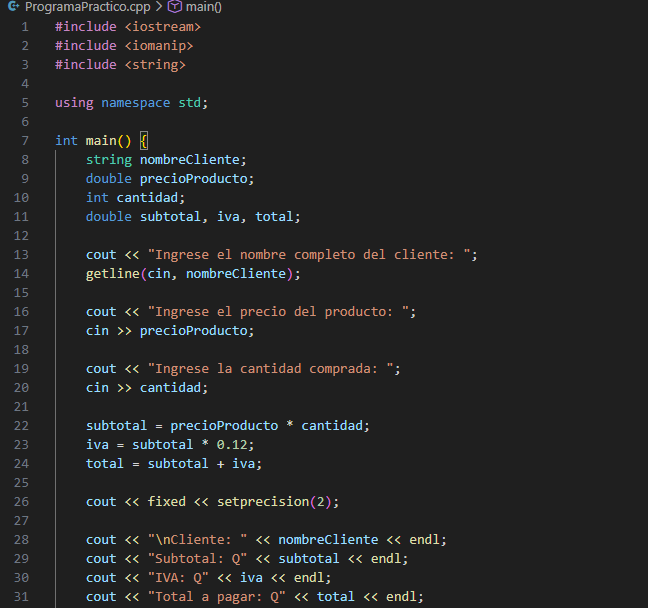 ProgramaPractico.cpp > main()
1 #include <iostream>
2 #include <iomanip>
3 #include <string>
4
5 using namespace std;
6
7 int main() {
8 string nombreCliente;
9 double precioProducto;
10 int cantidad;
11 double subtotal, iva, total;
12
13 cout << "Ingrese el nombre completo del cliente: ";
14 getline(cin, nombreCliente);
15
16 cout << "Ingrese el precio del producto: ";
17 cin >> precioProducto;
18
19 cout << "Ingrese la cantidad comprada: ";
20 cin >> cantidad;
21
22 subtotal = precioProducto * cantidad;
23 iva = subtotal * 0.12;
24 total = subtotal + iva;
25
26 cout << fixed << setprecision(2);
27
28 cout << "\nCliente: " << nombreCliente << endl;
29 cout << "Subtotal: Q" << subtotal << endl;
30 cout << "IVA: Q" << iva << endl;
31 cout << "Total a pagar: Q" << total << endl;